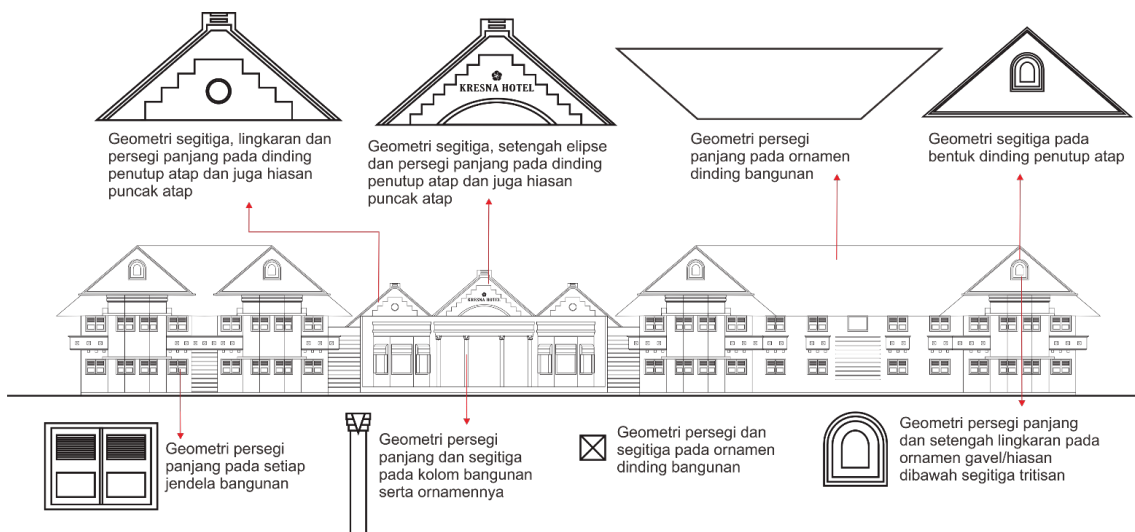 KRESNA HOTEL
Geometri segitiga, lingkaran dan
persegi panjang pada dinding
penutup atap dan juga hiasan
puncak atap
Geometri segitiga, setengah elipse
dan persegi panjang pada dinding
penutup atap dan juga hiasan
puncak atap
Geometri persegi
panjang pada ornamen
dinding bangunan
Geometri segitiga pada
bentuk dinding penutup atap
KRESNA HOTEL
Geometri persegi
panjang pada setiap
jendela bangunan
Geometri persegi
panjang dan segitiga
pada kolom bangunan
serta ornamennya
Geometri persegi dan
segitiga pada ornamen
dinding bangunan
Geometri persegi panjang
dan setengah lingkaran pada
ornamen gavel/hiasan
dibawah segitiga tritisan